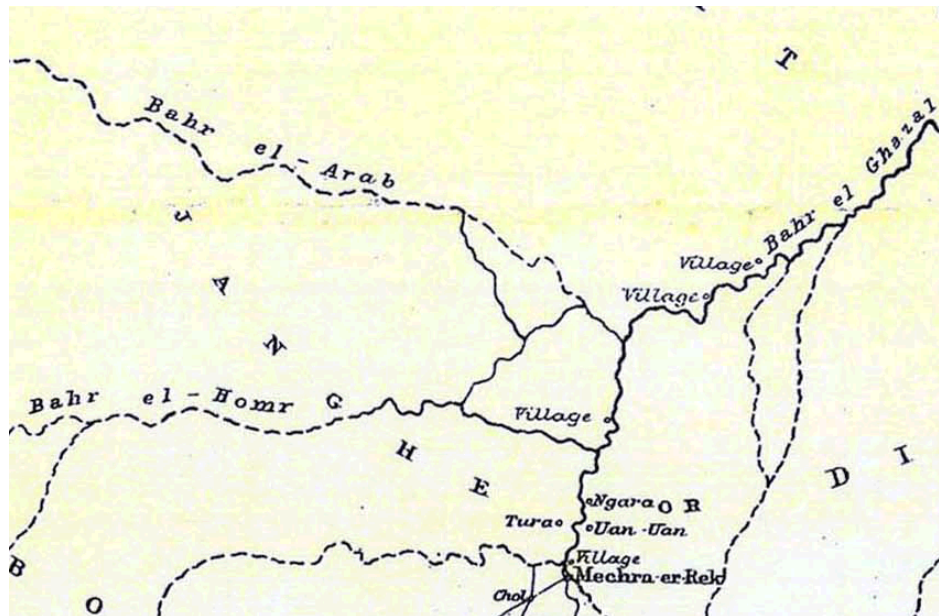 T
Bahr el-Arab
Bahr el Ghazal
J A N G H E
Village
Village
Bahr el-Homr
Village
D I
Ngara
O R
Tura
Uan-Uan
Village
Mechra-er-Rek
Chol
B O